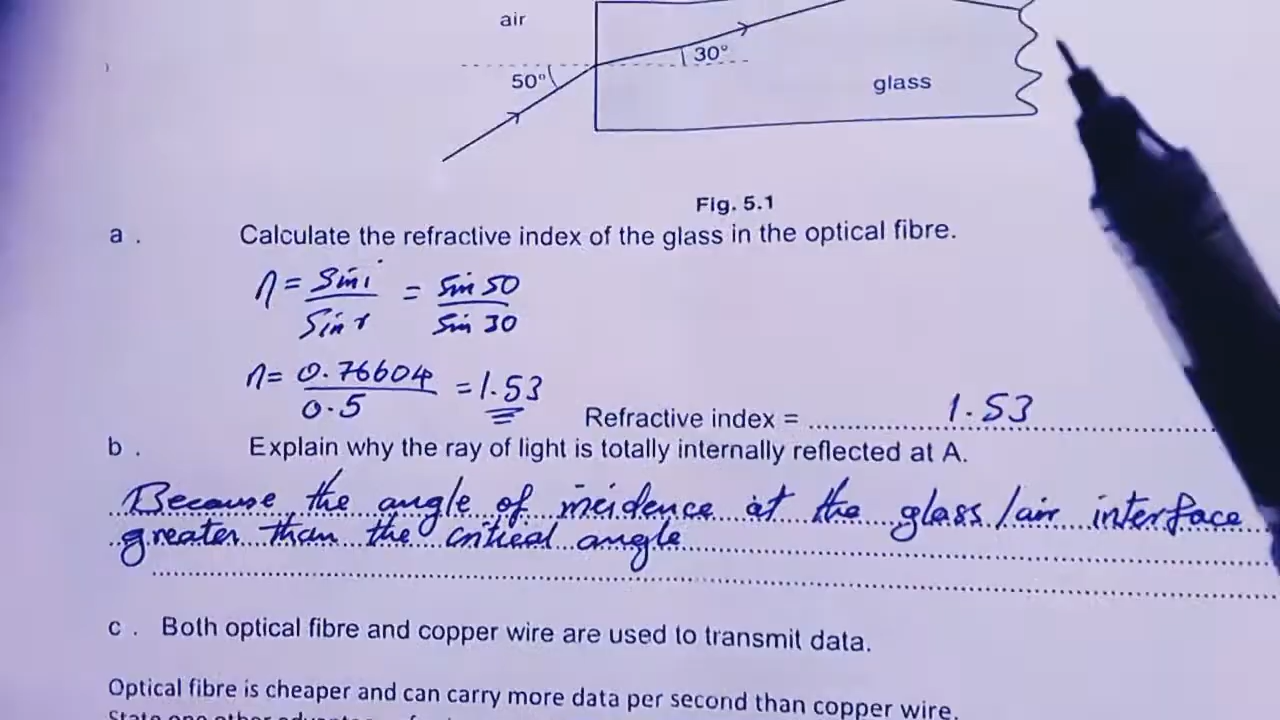 air
50°
30°
glass
Fig. 5.1
a . Calculate the refractive index of the glass in the optical fibre.
n = sin i / sin r = sin 50 / sin 30
n = 0.76604 / 0.5 = 1.53
Refractive index = .......... 1.53
b . Explain why the ray of light is totally internally reflected at A.
Because the angle of incidence at the glass/air interface
greater than the critical angle
c . Both optical fibre and copper wire are used to transmit data.
Optical fibre is cheaper and can carry more data per second than copper wire.
State one other